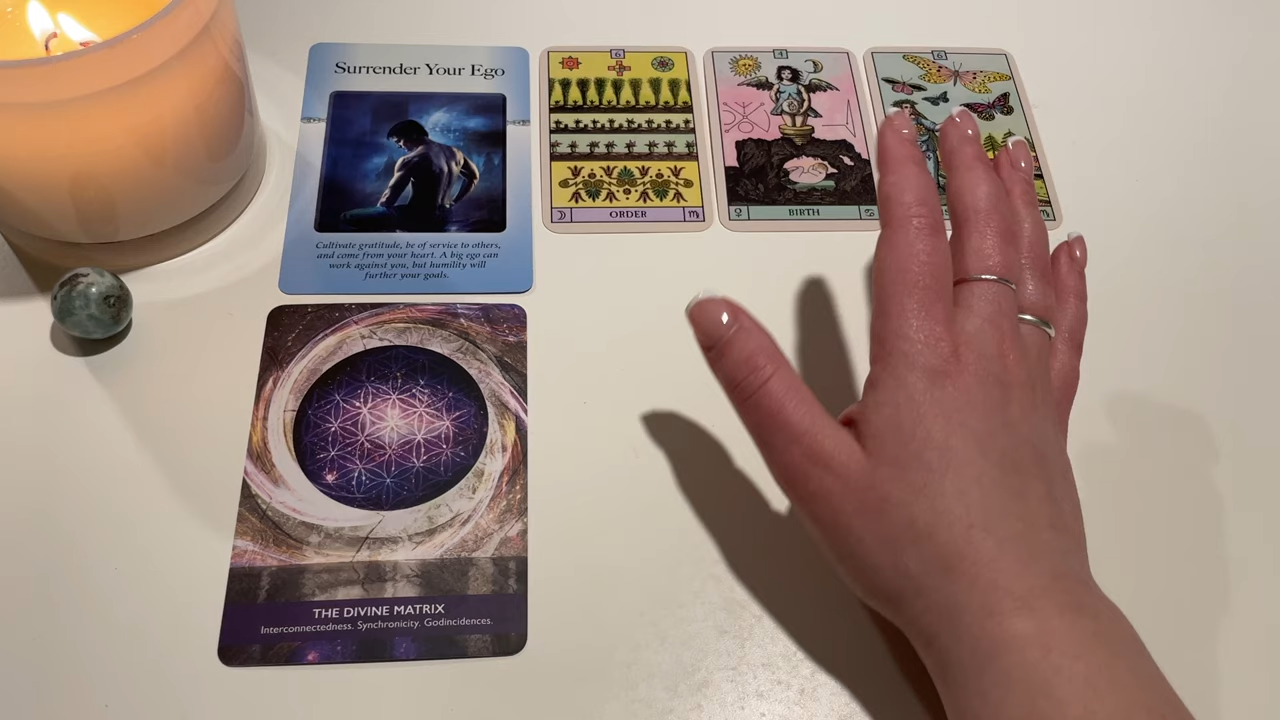 Surrender Your Ego
Cultivate gratitude, be of service to others,
and come from your heart. A big ego can
work against you, but humility will
further your goals.
6
ORDER
4
BIRTH
6
THE DIVINE MATRIX
Interconnectedness. Synchronicity. Godincidences.